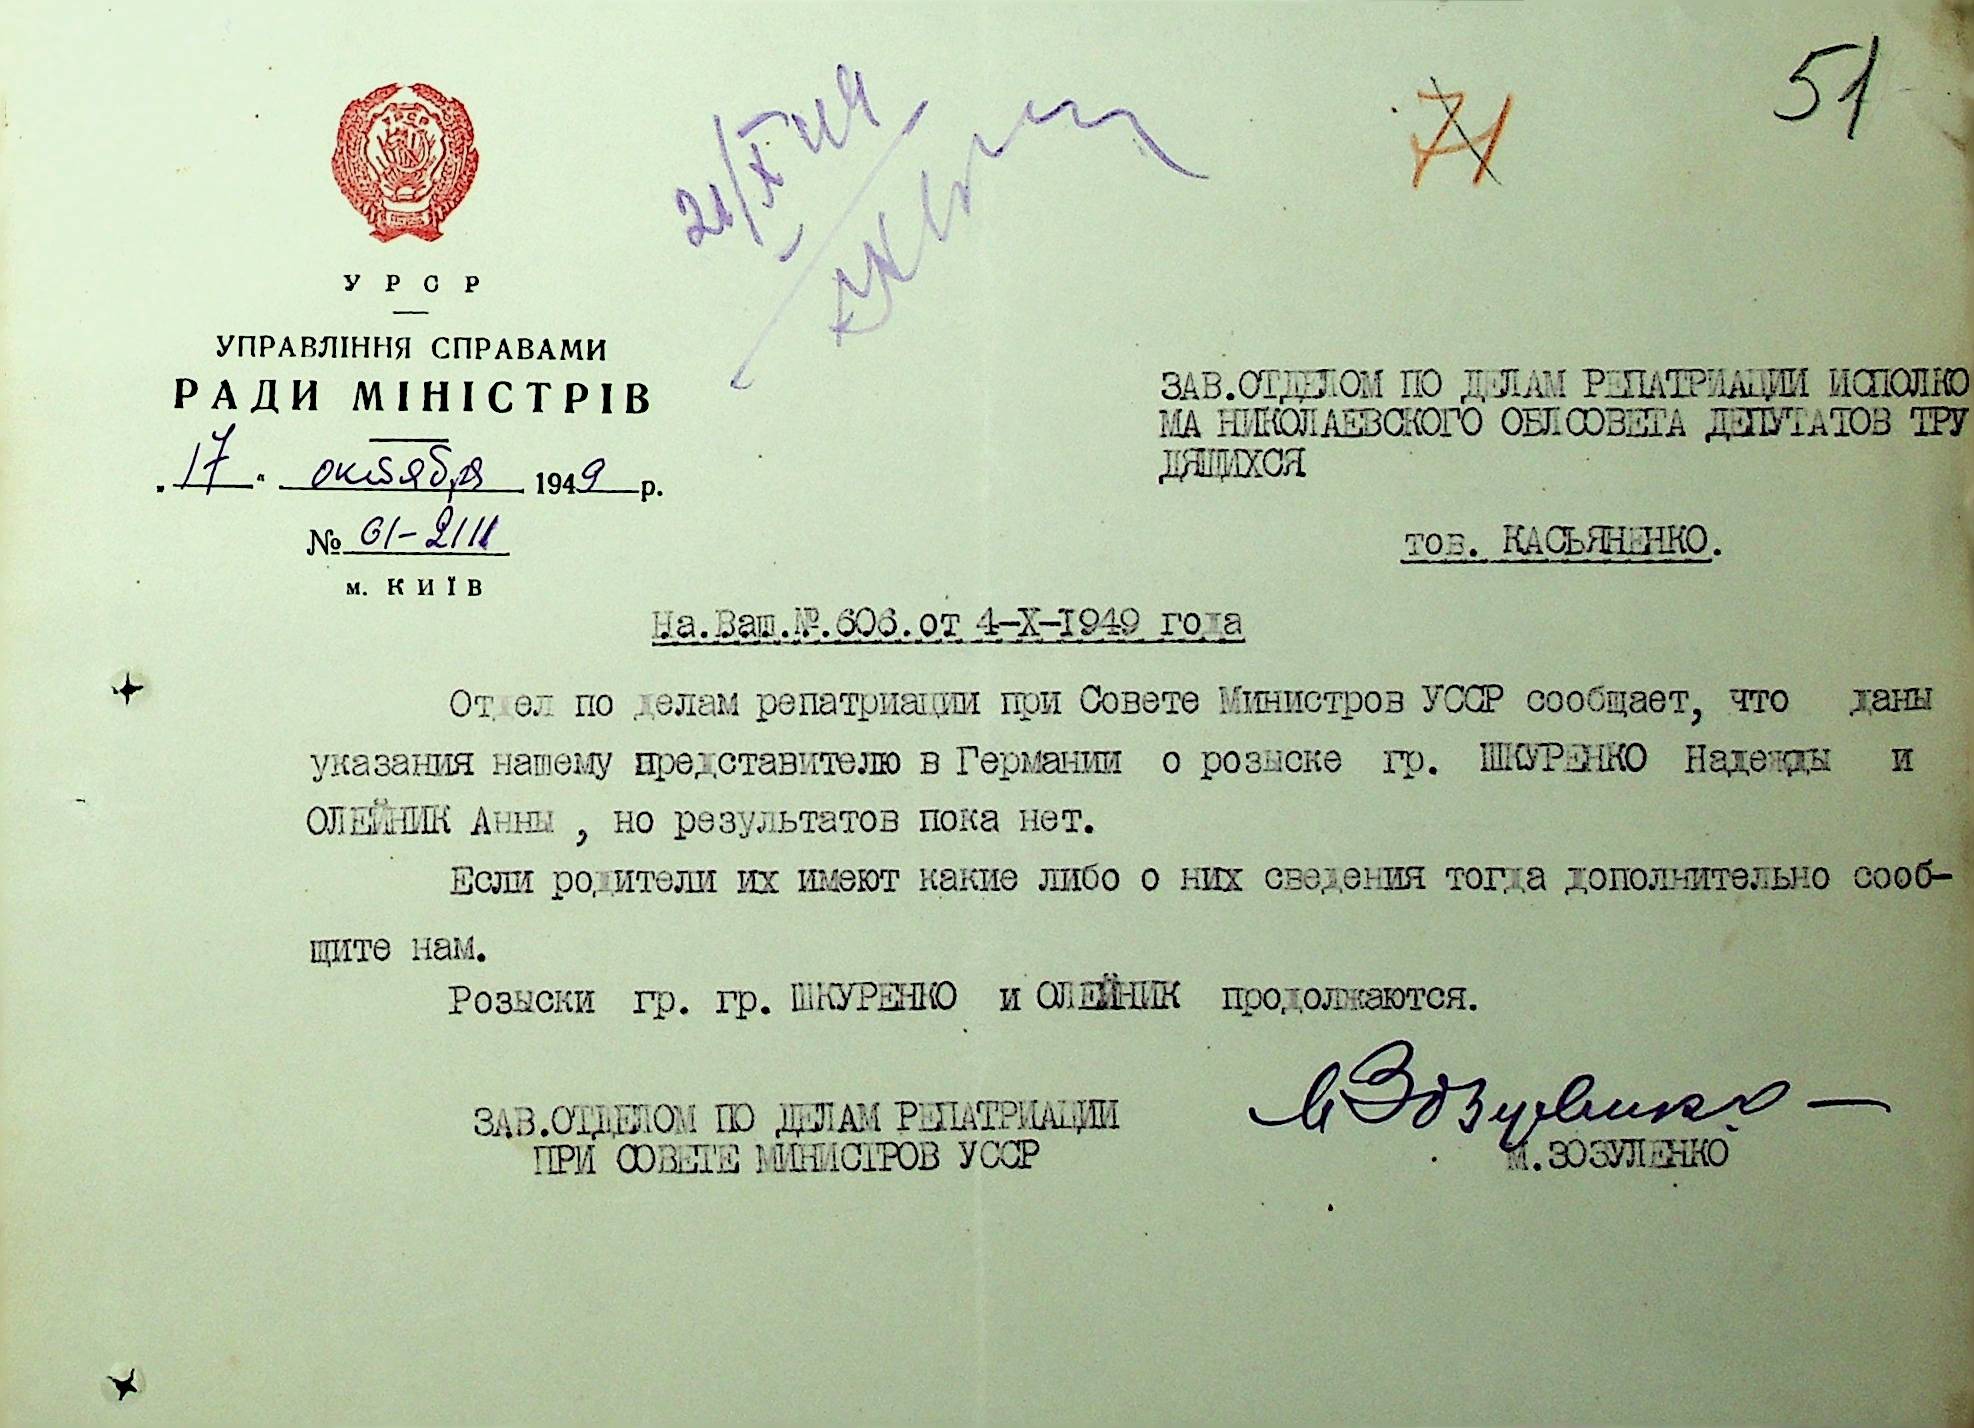 51
71
21/X 49
УРСР
УПРАВЛІННЯ СПРАВАМИ
РАДИ МІНІСТРІВ
„17" октября 1949 р.
№ 01-2111
м. КИЇВ
ЗАВ.ОТДЕЛОМ ПО ДЕЛАМ РЕПАТРИАЦИИ ИСПОЛКО
МА НИКОЛАЕВСКОГО ОБЛСОВЕТА ДЕПУТАТОВ ТРУ
ДЯЩИХСЯ
тов. КАСЬЯНЕНКО.
На.Ваш.№.606.от 4-X-1949 года
Отдел по делам репатриации при Совете Министров УССР сообщает, что даны
указания нашему представителю в Германии о розыске гр. ШКУРЕНКО Надежды и
ОЛЕЙНИК Анны , но результатов пока нет.
Если родители их имеют какие либо о них сведения тогда дополнительно сооб-
щите нам.
Розыски гр. гр. ШКУРЕНКО и ОЛЕЙНИК продолжаются.
ЗАВ.ОТДЕЛОМ ПО ДЕЛАМ РЕПАТРИАЦИИ
ПРИ СОВЕТЕ МИНИСТРОВ УССР
М Зозуленко
М.ЗОЗУЛЕНКО